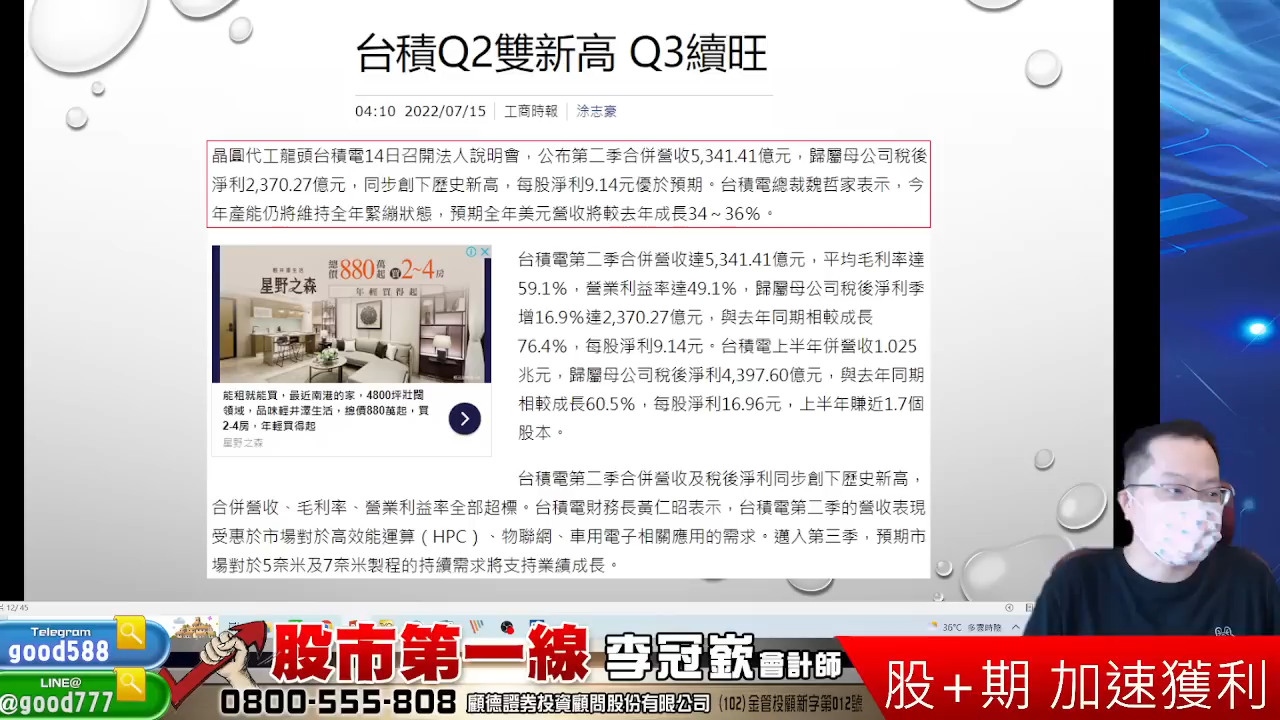 台積Q2雙新高 Q3續旺
04:10 2022/07/15 工商時報 涂志豪
晶圓代工龍頭台積電14日召開法人說明會，公布第二季合併營收5,341.41億元，歸屬母公司稅後
淨利2,370.27億元，同步創下歷史新高，每股淨利9.14元優於預期。台積電總裁魏哲家表示，今
年產能仍將維持全年緊繃狀態，預期全年美元營收將較去年成長34～36%。
輕井澤生活
星野之森
總價880萬起 買2~4房
年輕買得起
能租就能買，最近南港的家，4800坪壯闊
領域，品味輕井澤生活，總價880萬起，買
2-4房，年輕買得起
星野之森
台積電第二季合併營收達5,341.41億元，平均毛利率達
59.1%，營業利益率達49.1%，歸屬母公司稅後淨利季
增16.9%達2,370.27億元，與去年同期相較成長
76.4%，每股淨利9.14元。台積電上半年併營收1.025
兆元，歸屬母公司稅後淨利4,397.60億元，與去年同期
相較成長60.5%，每股淨利16.96元，上半年賺近1.7個
股本。
台積電第二季合併營收及稅後淨利同步創下歷史新高，
合併營收、毛利率、營業利益率全部超標。台積電財務長黃仁昭表示，台積電第二季的營收表現
受惠於市場對於高效能運算（HPC）、物聯網、車用電子相關應用的需求。邁入第三季，預期市
場對於5奈米及7奈米製程的持續需求將支持業績成長。
12/45
36°C 多雲時陰
Telegram
good588
LINE@
@good777
股市第一線 李冠嶔會計師
0800-555-808 顧德證券投資顧問股份有限公司 (102)金管投顧新字第012號
股+期 加速獲利